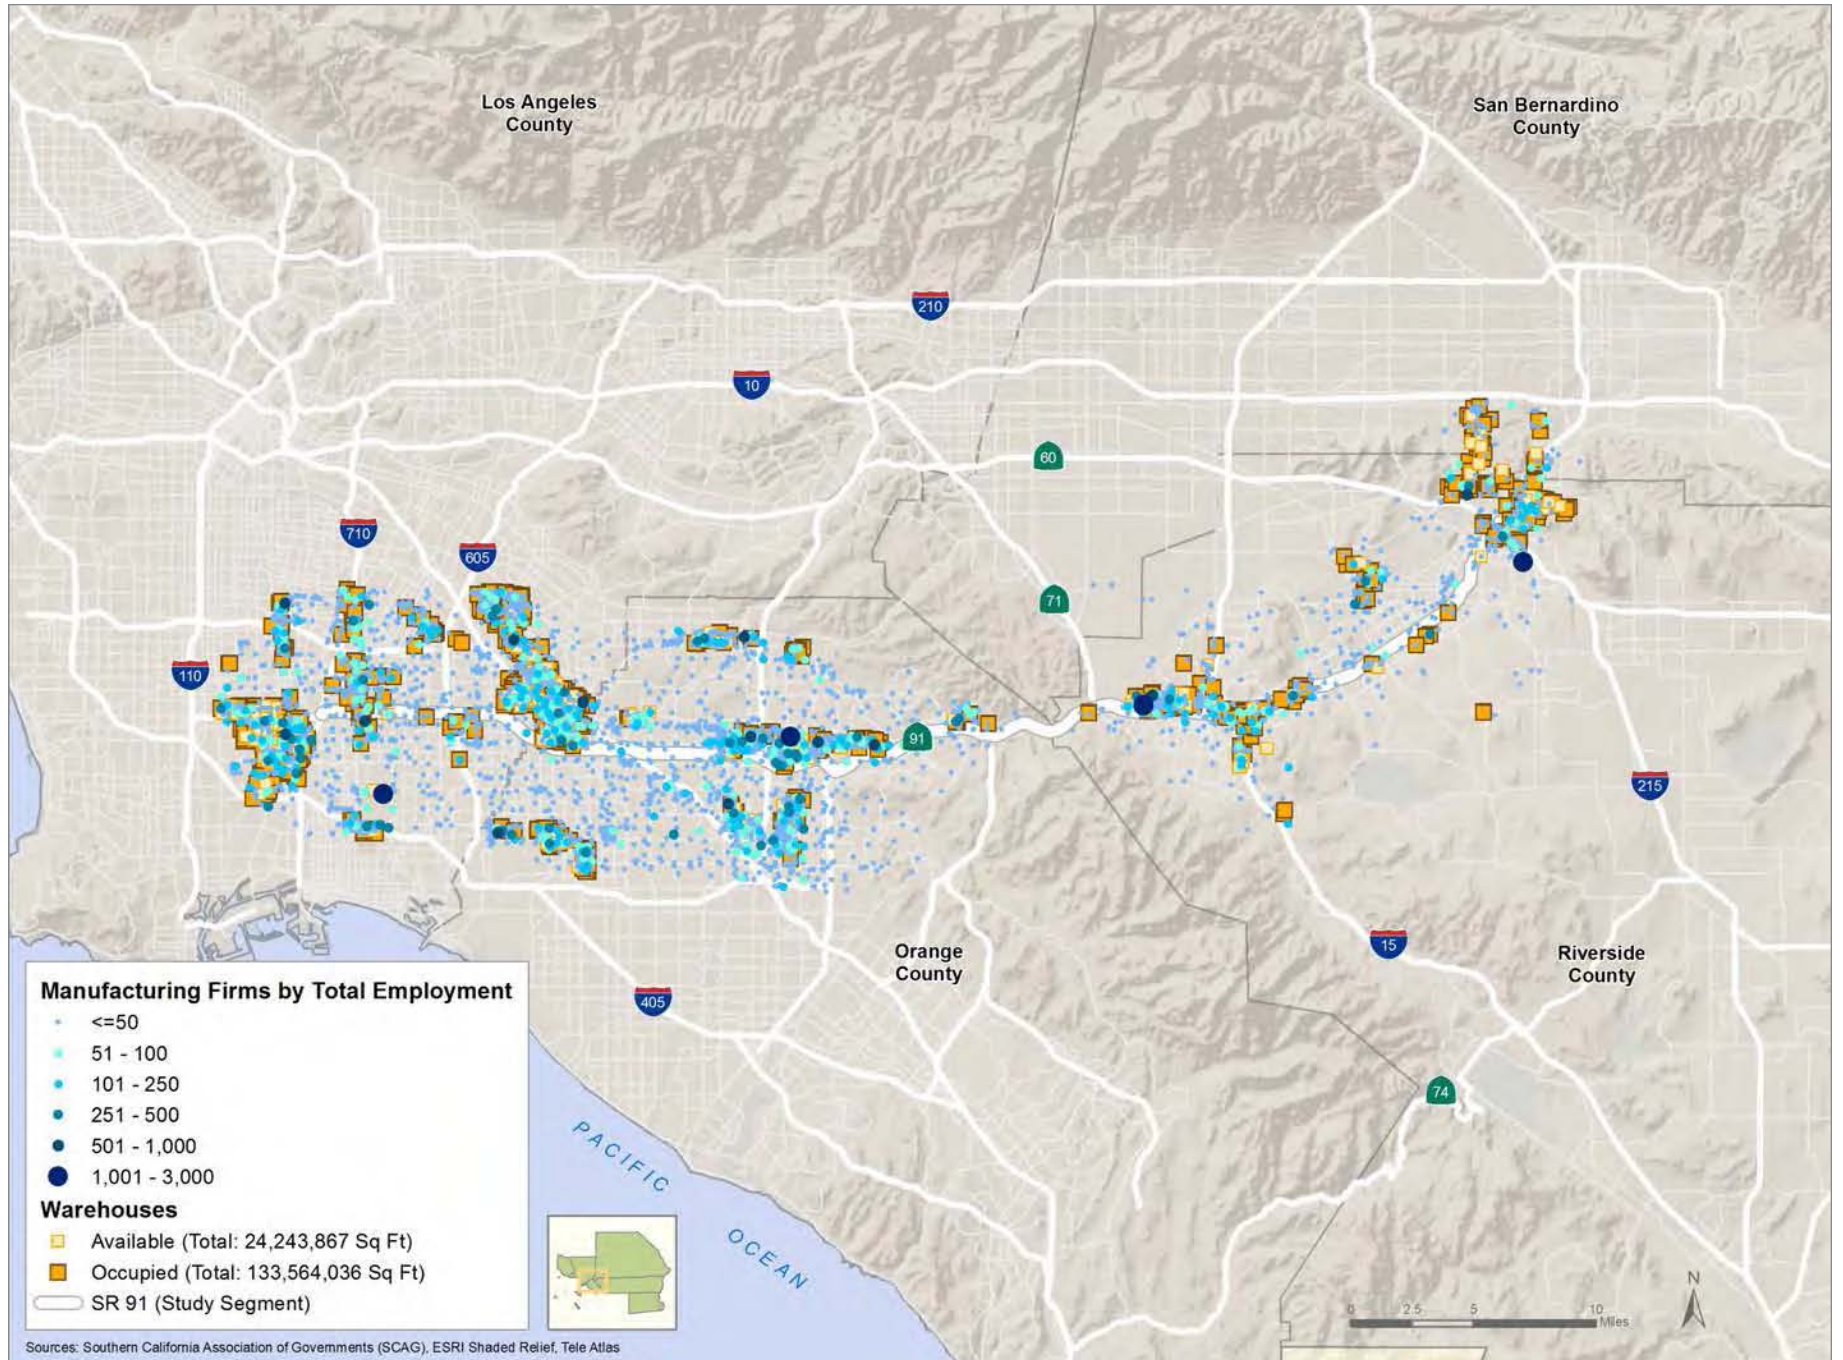 Los Angeles
County
San Bernardino
County
210
10
60
710
605
71
110
91
215
Orange
County
15
Riverside
County
405
74
PACIFIC
OCEAN
Manufacturing Firms by Total Employment
<=50
51 - 100
101 - 250
251 - 500
501 - 1,000
1,001 - 3,000
Warehouses
Available (Total: 24,243,867 Sq Ft)
Occupied (Total: 133,564,036 Sq Ft)
SR 91 (Study Segment)
N
0 2.5 5 10
Miles
Sources: Southern California Association of Governments (SCAG), ESRI Shaded Relief, Tele Atlas